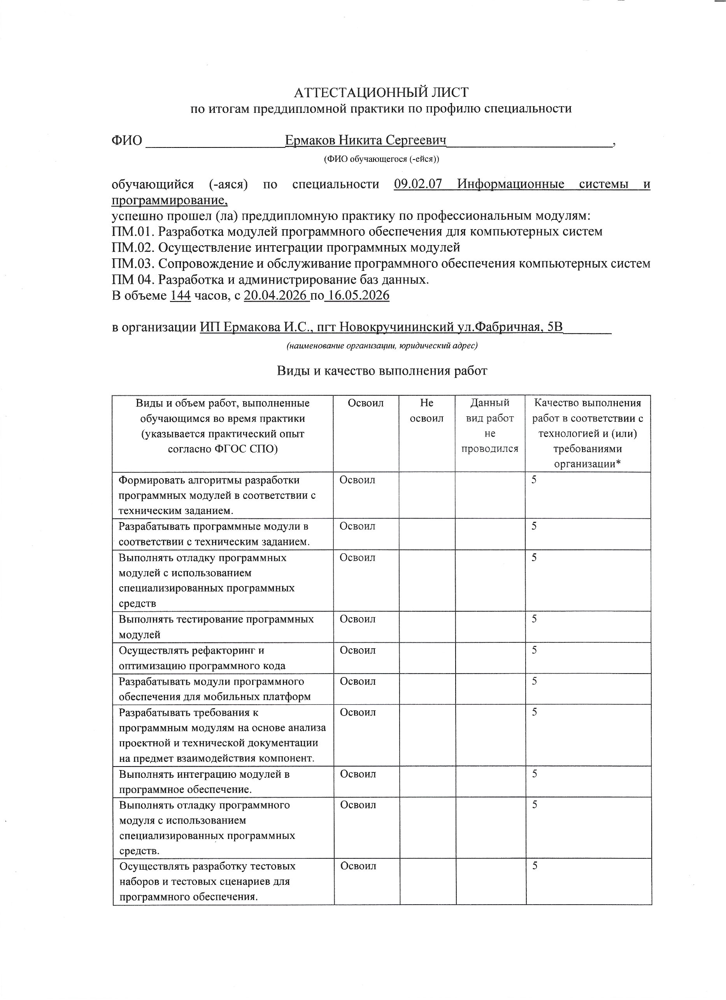 АТТЕСТАЦИОННЫЙ ЛИСТ
по итогам преддипломной практики по профилю специальности
ФИО Ермаков Никита Сергеевич,
(ФИО обучающегося (-ейся))
обучающийся (-аяся) по специальности 09.02.07 Информационные системы и
программирование,
успешно прошел (ла) преддипломную практику по профессиональным модулям:
ПМ.01. Разработка модулей программного обеспечения для компьютерных систем
ПМ.02. Осуществление интеграции программных модулей
ПМ.03. Сопровождение и обслуживание программного обеспечения компьютерных систем
ПМ 04. Разработка и администрирование баз данных.
В объеме 144 часов, с 20.04.2026 по 16.05.2026
в организации ИП Ермакова И.С., пгт Новокручининский ул.Фабричная, 5В
(наименование организации, юридический адрес)
Виды и качество выполнения работ
Виды и объем работ, выполненные
обучающимся во время практики
(указывается практический опыт
согласно ФГОС СПО)
Освоил
Не
освоил
Данный
вид работ
не
проводился
Качество выполнения
работ в соответствии с
технологией и (или)
требованиями
организации*
Формировать алгоритмы разработки
программных модулей в соответствии с
техническим заданием.
Освоил
5
Разрабатывать программные модули в
соответствии с техническим заданием.
Освоил
5
Выполнять отладку программных
модулей с использованием
специализированных программных
средств
Освоил
5
Выполнять тестирование программных
модулей
Освоил
5
Осуществлять рефакторинг и
оптимизацию программного кода
Освоил
5
Разрабатывать модули программного
обеспечения для мобильных платформ
Освоил
5
Разрабатывать требования к
программным модулям на основе анализа
проектной и технической документации
на предмет взаимодействия компонент.
Освоил
5
Выполнять интеграцию модулей в
программное обеспечение.
Освоил
5
Выполнять отладку программного
модуля с использованием
специализированных программных
средств.
Освоил
5
Осуществлять разработку тестовых
наборов и тестовых сценариев для
программного обеспечения.
Освоил
5